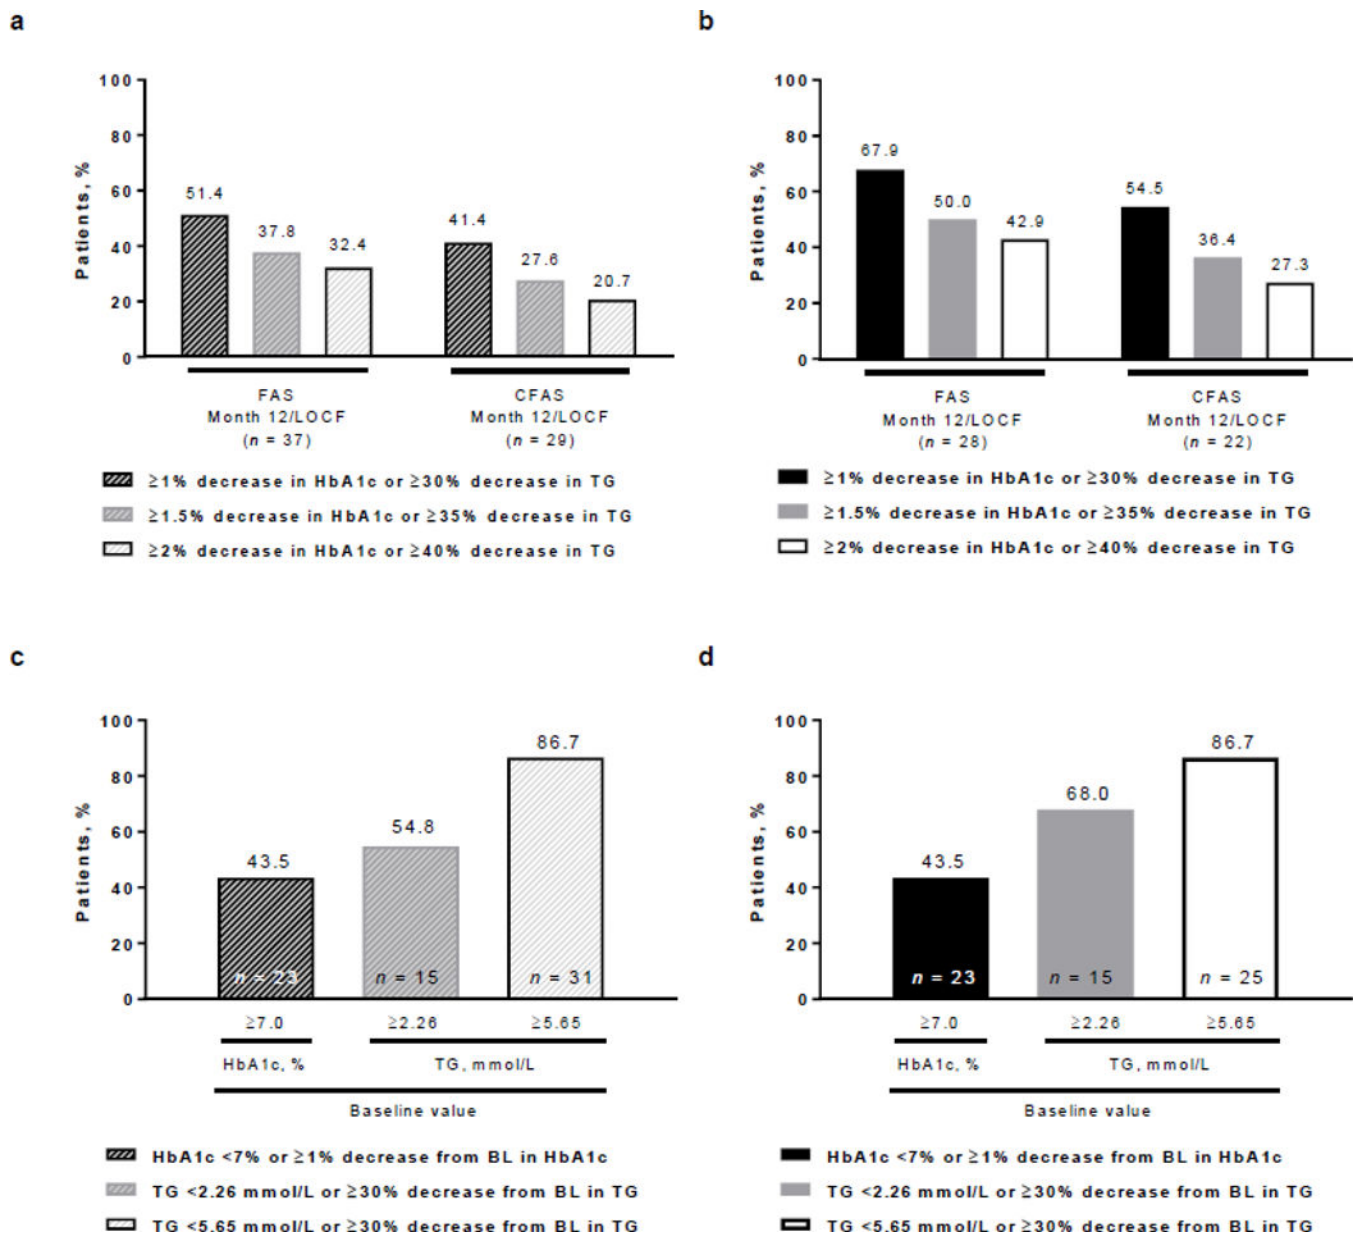 a
100
80
60
40
20
0
Patients, %
51.4
37.8
32.4
41.4
27.6
20.7
FAS
Month 12/LOCF
(n = 37)
CFAS
Month 12/LOCF
(n = 29)
≥1% decrease in HbA1c or ≥30% decrease in TG
≥1.5% decrease in HbA1c or ≥35% decrease in TG
≥2% decrease in HbA1c or ≥40% decrease in TG
b
100
80
60
40
20
0
Patients, %
67.9
50.0
42.9
54.5
36.4
27.3
FAS
Month 12/LOCF
(n = 28)
CFAS
Month 12/LOCF
(n = 22)
≥1% decrease in HbA1c or ≥30% decrease in TG
≥1.5% decrease in HbA1c or ≥35% decrease in TG
≥2% decrease in HbA1c or ≥40% decrease in TG
c
100
80
60
40
20
0
Patients, %
43.5
54.8
86.7
n = 23
n = 15
n = 31
≥7.0
≥2.26
≥5.65
HbA1c, %
TG, mmol/L
Baseline value
HbA1c <7% or ≥1% decrease from BL in HbA1c
TG <2.26 mmol/L or ≥30% decrease from BL in TG
TG <5.65 mmol/L or ≥30% decrease from BL in TG
d
100
80
60
40
20
0
Patients, %
43.5
68.0
86.7
n = 23
n = 15
n = 25
≥7.0
≥2.26
≥5.65
HbA1c, %
TG, mmol/L
Baseline value
HbA1c <7% or ≥1% decrease from BL in HbA1c
TG <2.26 mmol/L or ≥30% decrease from BL in TG
TG <5.65 mmol/L or ≥30% decrease from BL in TG